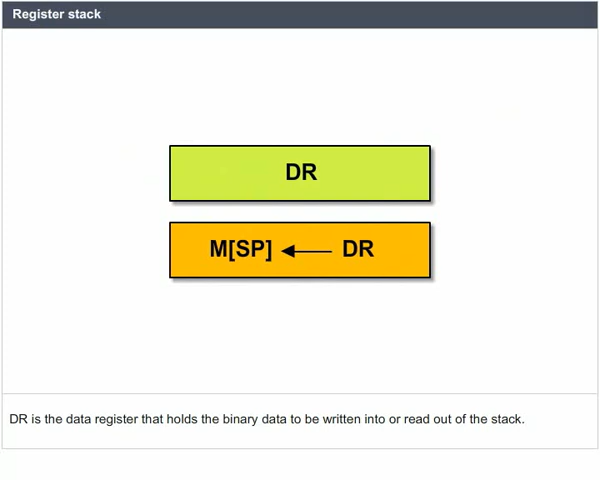 Register stack
DR
M[SP] ← DR
DR is the data register that holds the binary data to be written into or read out of the stack.